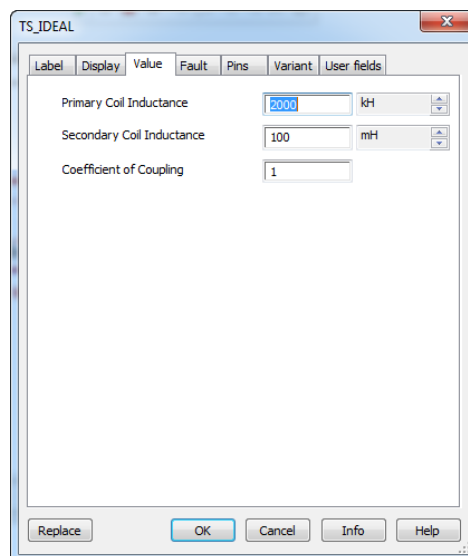 TS_IDEAL
Label Display Value Fault Pins Variant User fields
Primary Coil Inductance 2000 kH
Secondary Coil Inductance 100 mH
Coefficient of Coupling 1
Replace OK Cancel Info Help